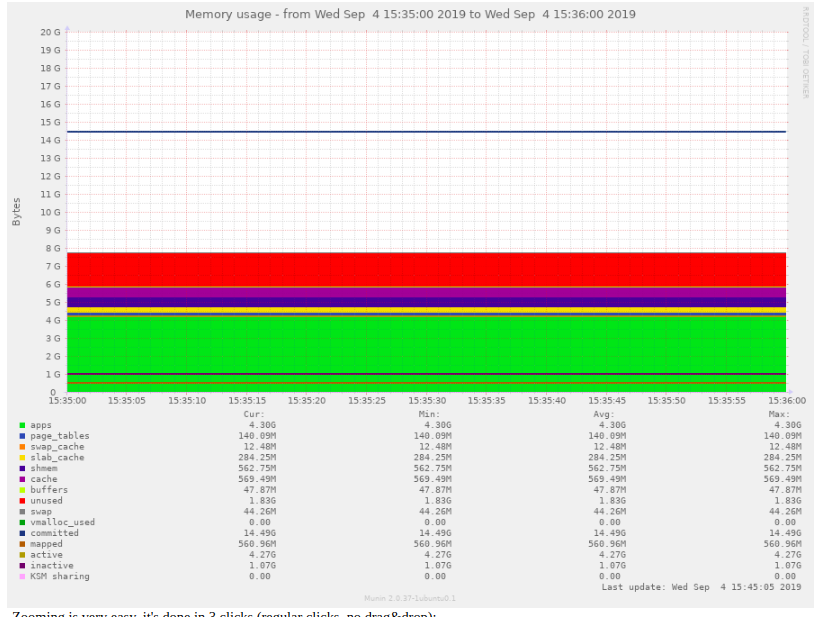 Memory usage - from Wed Sep  4 15:35:00 2019 to Wed Sep  4 15:36:00 2019
RRDTOOL / TOBI OETIKER
Bytes
20 G
19 G
18 G
17 G
16 G
15 G
14 G
13 G
12 G
11 G
10 G
9 G
8 G
7 G
6 G
5 G
4 G
3 G
2 G
1 G
0
15:35:00 15:35:05 15:35:10 15:35:15 15:35:20 15:35:25 15:35:30 15:35:35 15:35:40 15:35:45 15:35:50 15:35:55 15:36:00
Cur: Min: Avg: Max:
apps 4.30G 4.30G 4.30G 4.30G
page_tables 140.09M 140.09M 140.09M 140.09M
swap_cache 12.48M 12.48M 12.48M 12.48M
slab_cache 284.25M 284.25M 284.25M 284.25M
shmem 562.75M 562.75M 562.75M 562.75M
cache 569.49M 569.49M 569.49M 569.49M
buffers 47.87M 47.87M 47.87M 47.87M
unused 1.83G 1.83G 1.83G 1.83G
swap 44.26M 44.26M 44.26M 44.26M
vmalloc_used 0.00 0.00 0.00 0.00
committed 14.49G 14.49G 14.49G 14.49G
mapped 560.96M 560.96M 560.96M 560.96M
active 4.27G 4.27G 4.27G 4.27G
inactive 1.07G 1.07G 1.07G 1.07G
KSM sharing 0.00 0.00 0.00 0.00
Last update: Wed Sep  4 15:45:05 2019
Munin 2.0.37-1ubuntu0.1
Zooming is very easy, it's done in 3 clicks (regular clicks, no drag&drop):